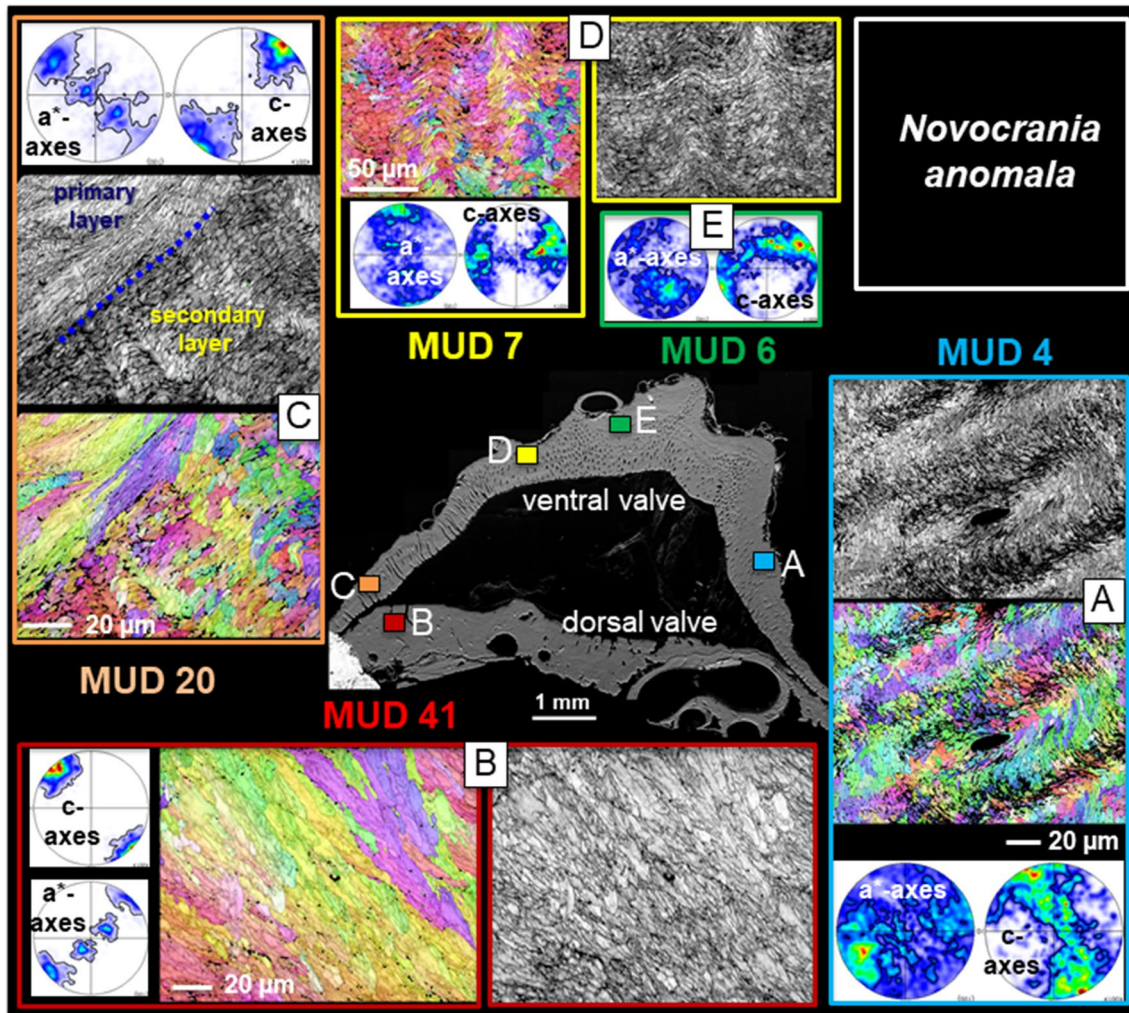 a*-
axes
c-
axes
primary
layer
secondary
layer
C
20 µm
MUD 20
D
50 µm
c-axes
a*-
axes
MUD 7
E
a*-axes
c-axes
MUD 6
Novocrania
anomala
MUD 4
A
20 µm
a*-axes
c-
axes
E
D
ventral valve
A
C
B
dorsal valve
MUD 41
1 mm
B
c-
axes
a*-
axes
20 µm